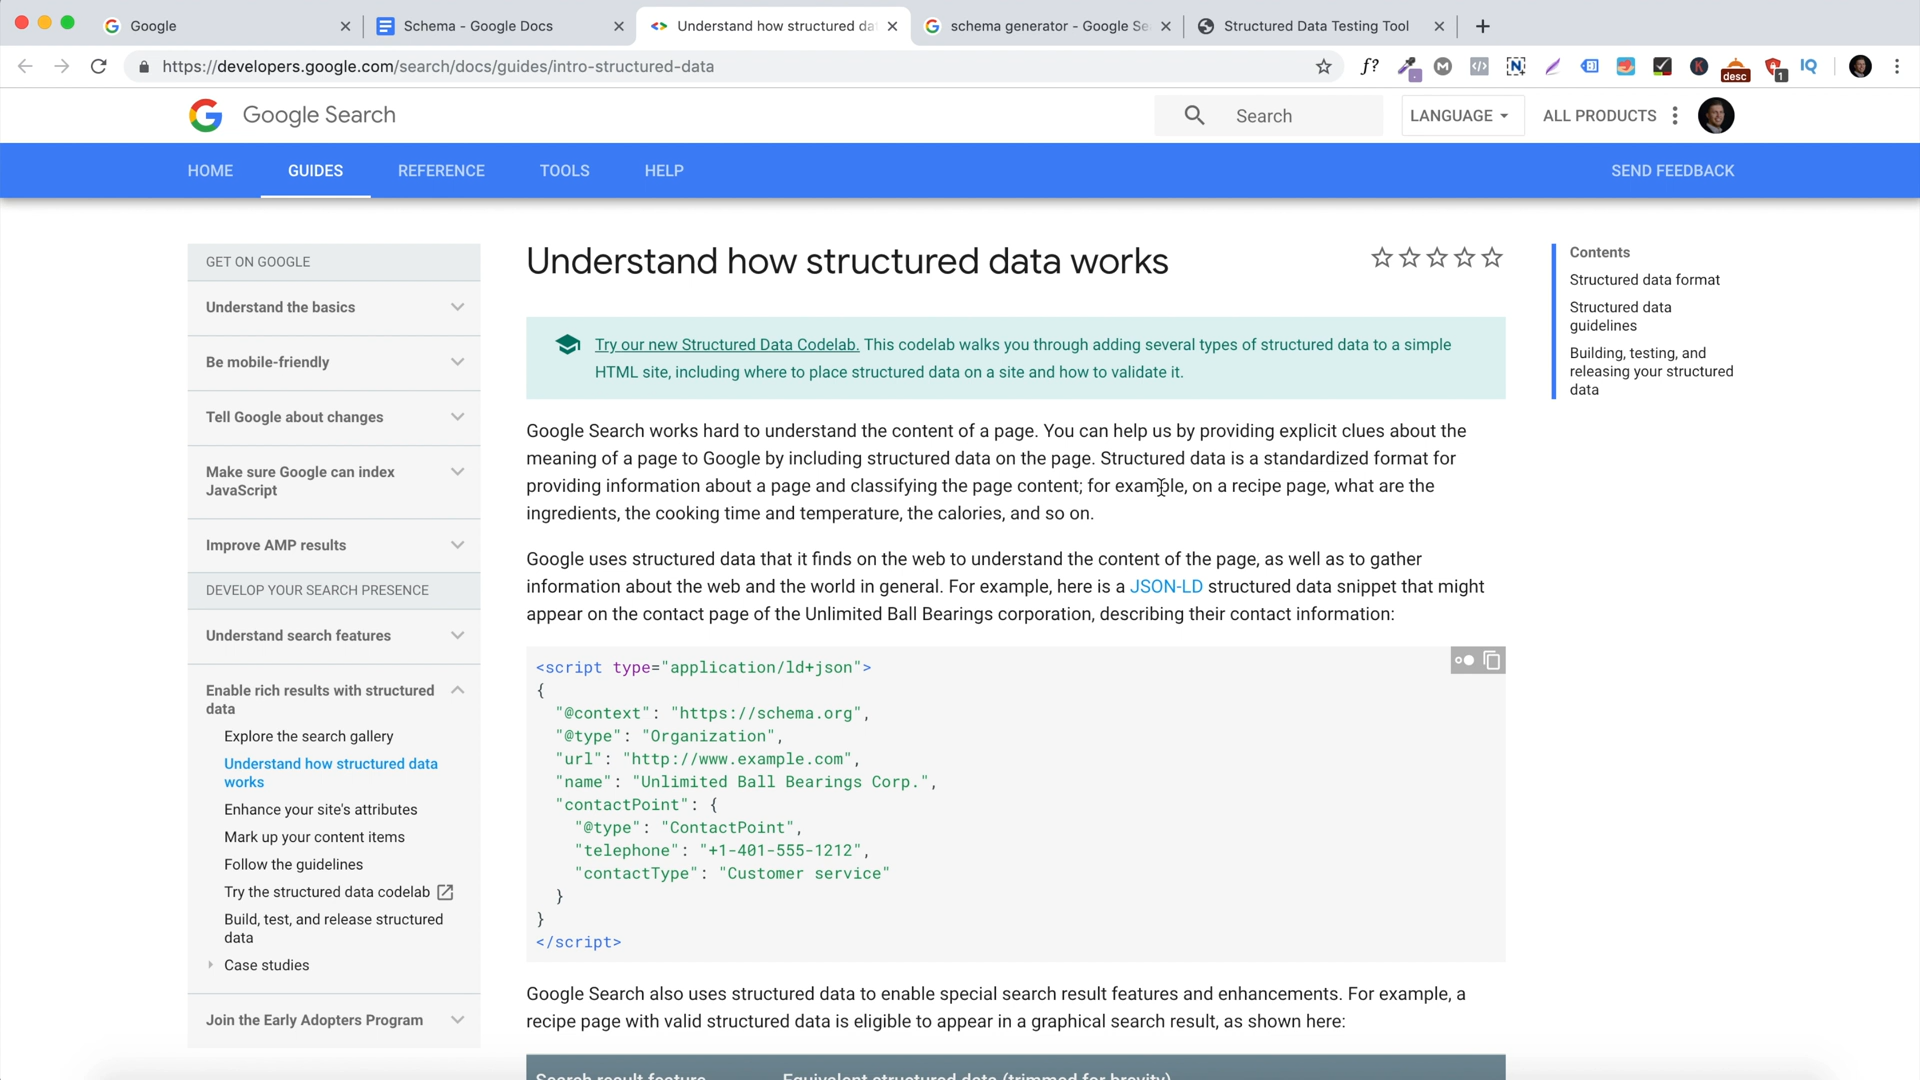 Google
Schema - Google Docs
Understand how structured da
schema generator - Google Se
Structured Data Testing Tool
https://developers.google.com/search/docs/guides/intro-structured-data
f?
desc
1
IQ
Google Search
Search
LANGUAGE
ALL PRODUCTS
HOME
GUIDES
REFERENCE
TOOLS
HELP
SEND FEEDBACK
GET ON GOOGLE
Understand the basics
Be mobile-friendly
Tell Google about changes
Make sure Google can index
JavaScript
Improve AMP results
DEVELOP YOUR SEARCH PRESENCE
Understand search features
Enable rich results with structured
data
Explore the search gallery
Understand how structured data
works
Enhance your site's attributes
Mark up your content items
Follow the guidelines
Try the structured data codelab
Build, test, and release structured
data
Case studies
Join the Early Adopters Program
Understand how structured data works
Try our new Structured Data Codelab. This codelab walks you through adding several types of structured data to a simple
HTML site, including where to place structured data on a site and how to validate it.
Google Search works hard to understand the content of a page. You can help us by providing explicit clues about the
meaning of a page to Google by including structured data on the page. Structured data is a standardized format for
providing information about a page and classifying the page content; for example, on a recipe page, what are the
ingredients, the cooking time and temperature, the calories, and so on.
Google uses structured data that it finds on the web to understand the content of the page, as well as to gather
information about the web and the world in general. For example, here is a JSON-LD structured data snippet that might
appear on the contact page of the Unlimited Ball Bearings corporation, describing their contact information:
<script type="application/ld+json">
{
"@context": "https://schema.org",
"@type": "Organization",
"url": "http://www.example.com",
"name": "Unlimited Ball Bearings Corp.",
"contactPoint": {
"@type": "ContactPoint",
"telephone": "+1-401-555-1212",
"contactType": "Customer service"
}
}
</script>
Google Search also uses structured data to enable special search result features and enhancements. For example, a
recipe page with valid structured data is eligible to appear in a graphical search result, as shown here:
Search result feature
Equivalent structured data (trimmed for brevity)
Contents
Structured data format
Structured data
guidelines
Building, testing, and
releasing your structured
data